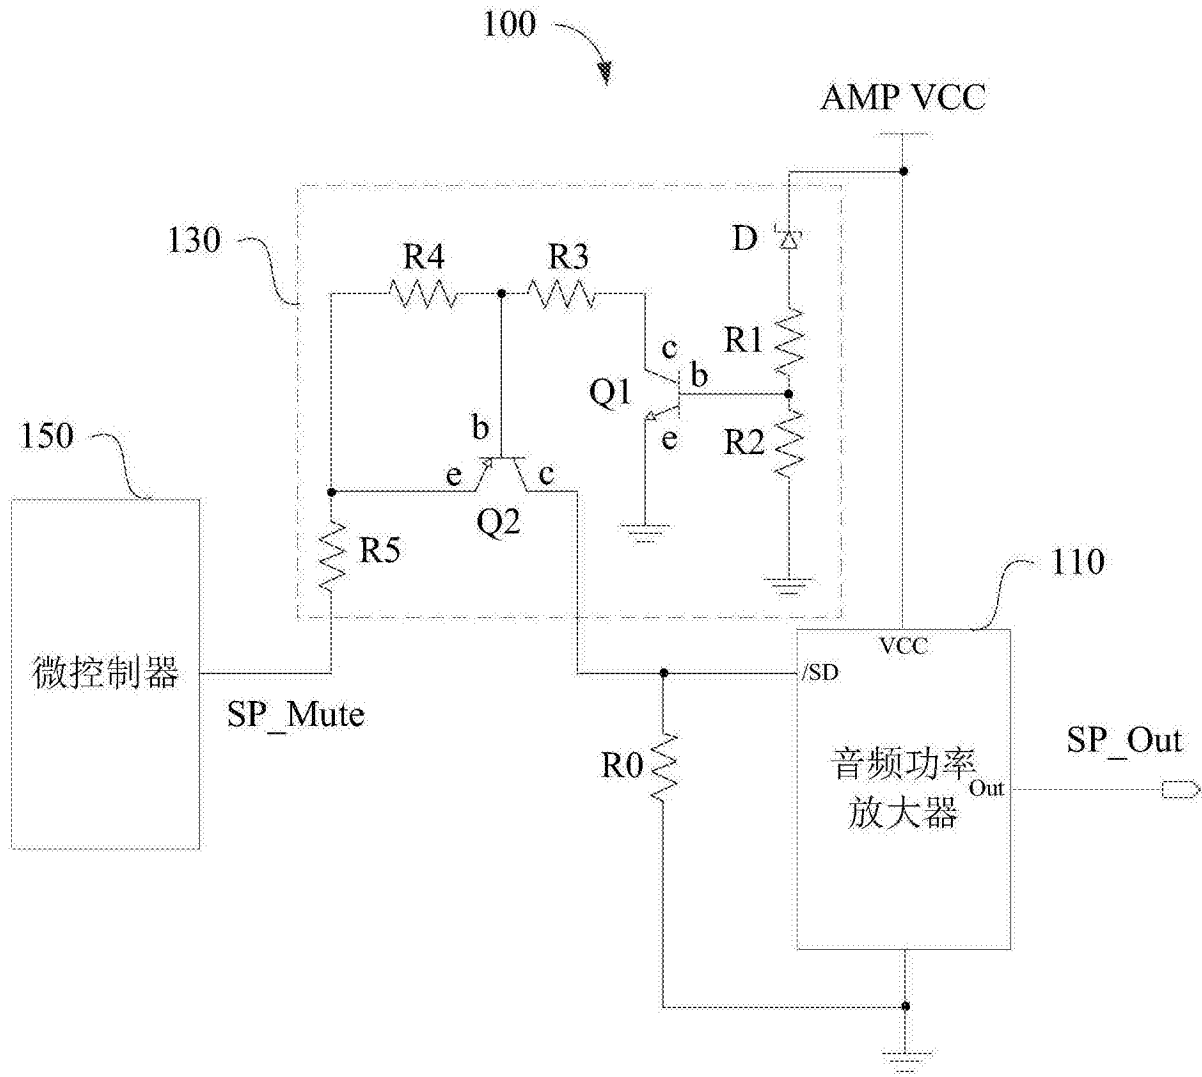 100
AMP VCC
130
R4
R3
D
R1
c
b
Q1
e
R2
b
e
c
Q2
R5
150
110
微控制器
SP_Mute
VCC
/SD
R0
音频功率
放大器
Out
SP_Out